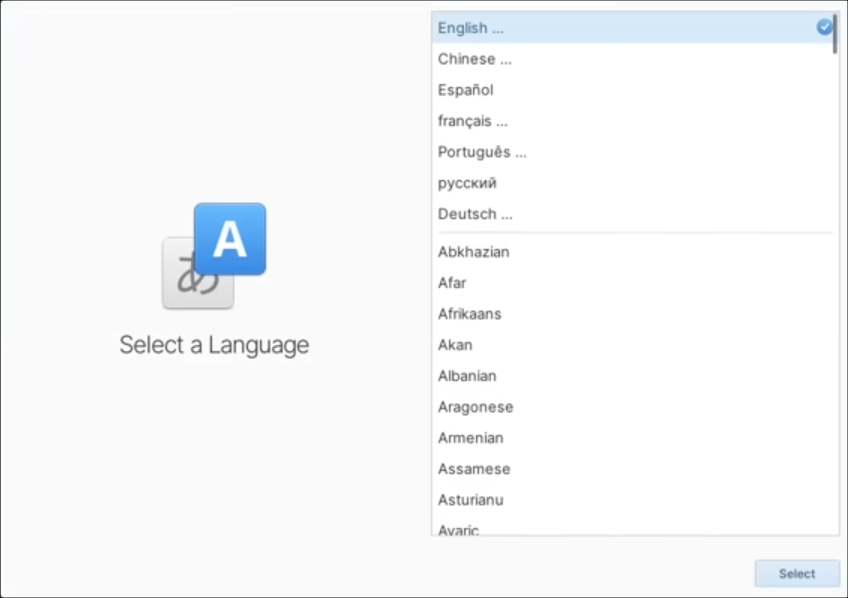 English ...
Chinese ...
Español
français ...
Português ...
русский
Deutsch ...
Abkhazian
Afar
Afrikaans
Akan
Albanian
Aragonese
Armenian
Assamese
Asturianu
Avaric
A
あ
Select a Language
Select